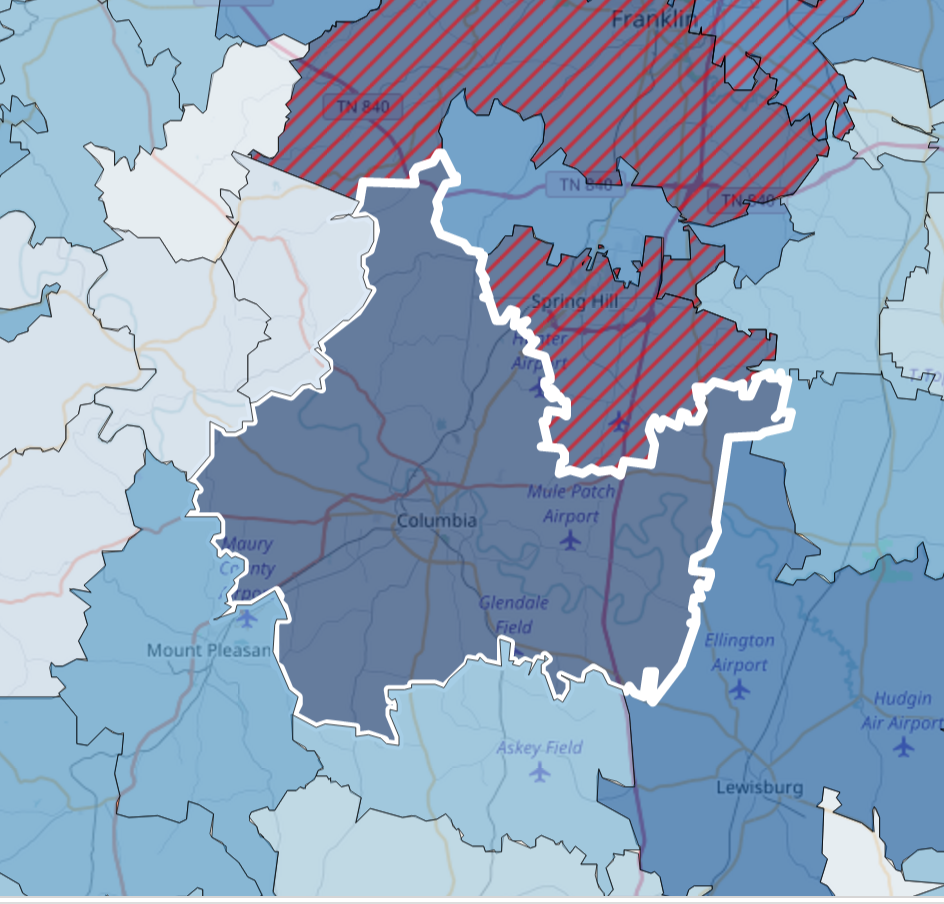 Franklin
TN 840
TN 840
TN 840
Spring Hill
Airport
Mule Patch
Airport
Columbia
Maury
County
Glendale
Field
Mount Pleasan
Ellington
Airport
Hudgin
Air Airport
Askey Field
Lewisburg